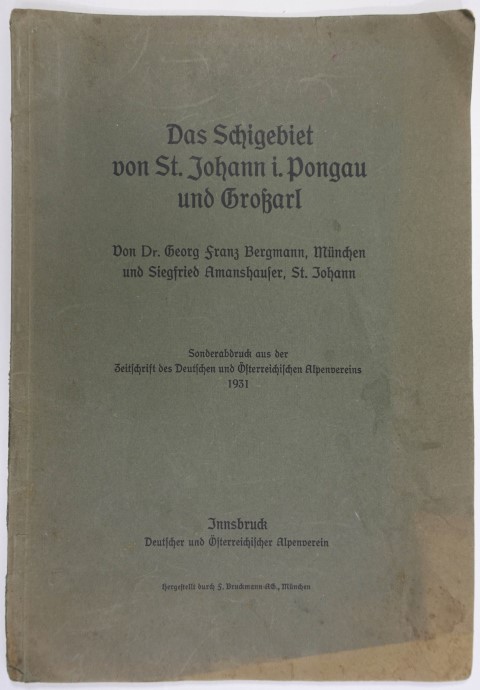 Das Schigebiet
von St. Johann i. Pongau
und Großarl
Von Dr. Georg Franz Bergmann, München
und Siegfried Amanshauser, St. Johann
Sonderabdruck aus der
Zeitschrift des Deutschen und Österreichischen Alpenvereins
1931
Innsbruck
Deutscher und Österreichischer Alpenverein
Hergestellt durch F. Bruckmann AG., München